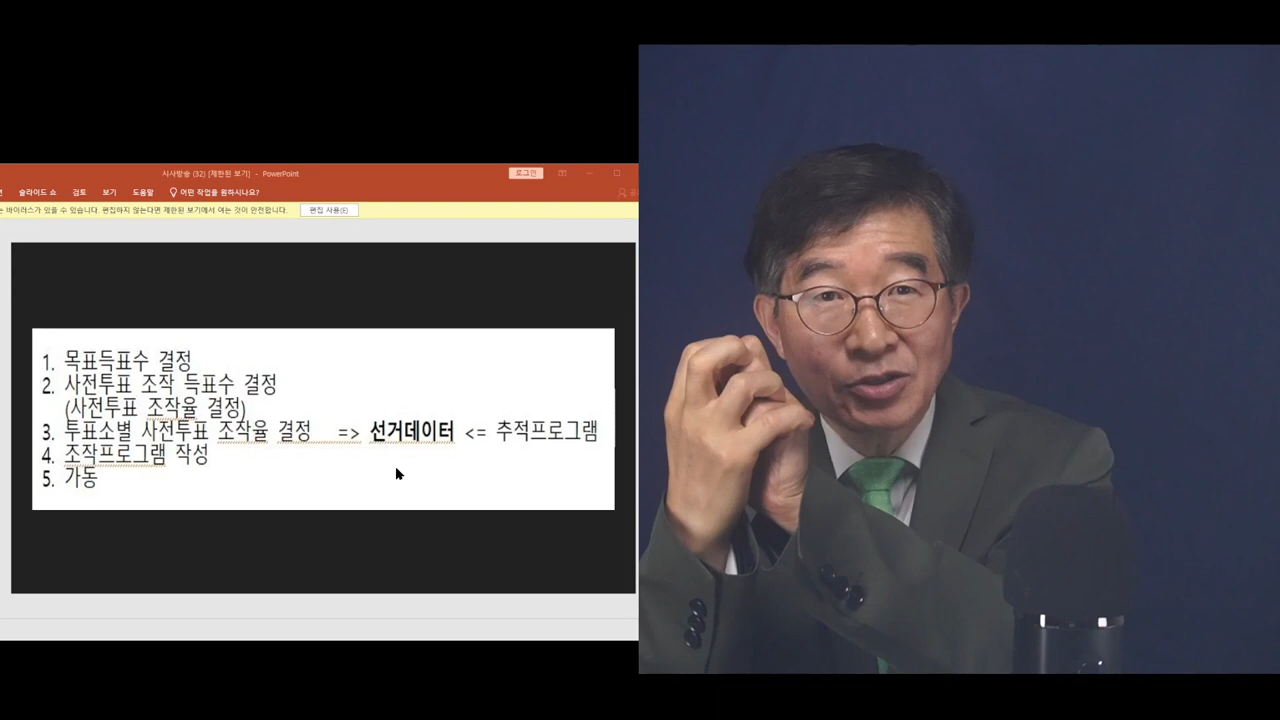 시사방송 (32) [제한된 보기] - PowerPoint
로그인
슬라이드 쇼 검토 보기 도움말 어떤 작업을 원하시나요?
바이러스가 있을 수 있습니다. 편집하지 않는다면 제한된 보기에서 여는 것이 안전합니다. 편집 사용(E)
1. 목표득표수 결정
2. 사전투표 조작 득표수 결정
(사전투표 조작율 결정)
3. 투표소별 사전투표 조작율 결정 => 선거데이터 <= 추적프로그램
4. 조작프로그램 작성
5. 가동